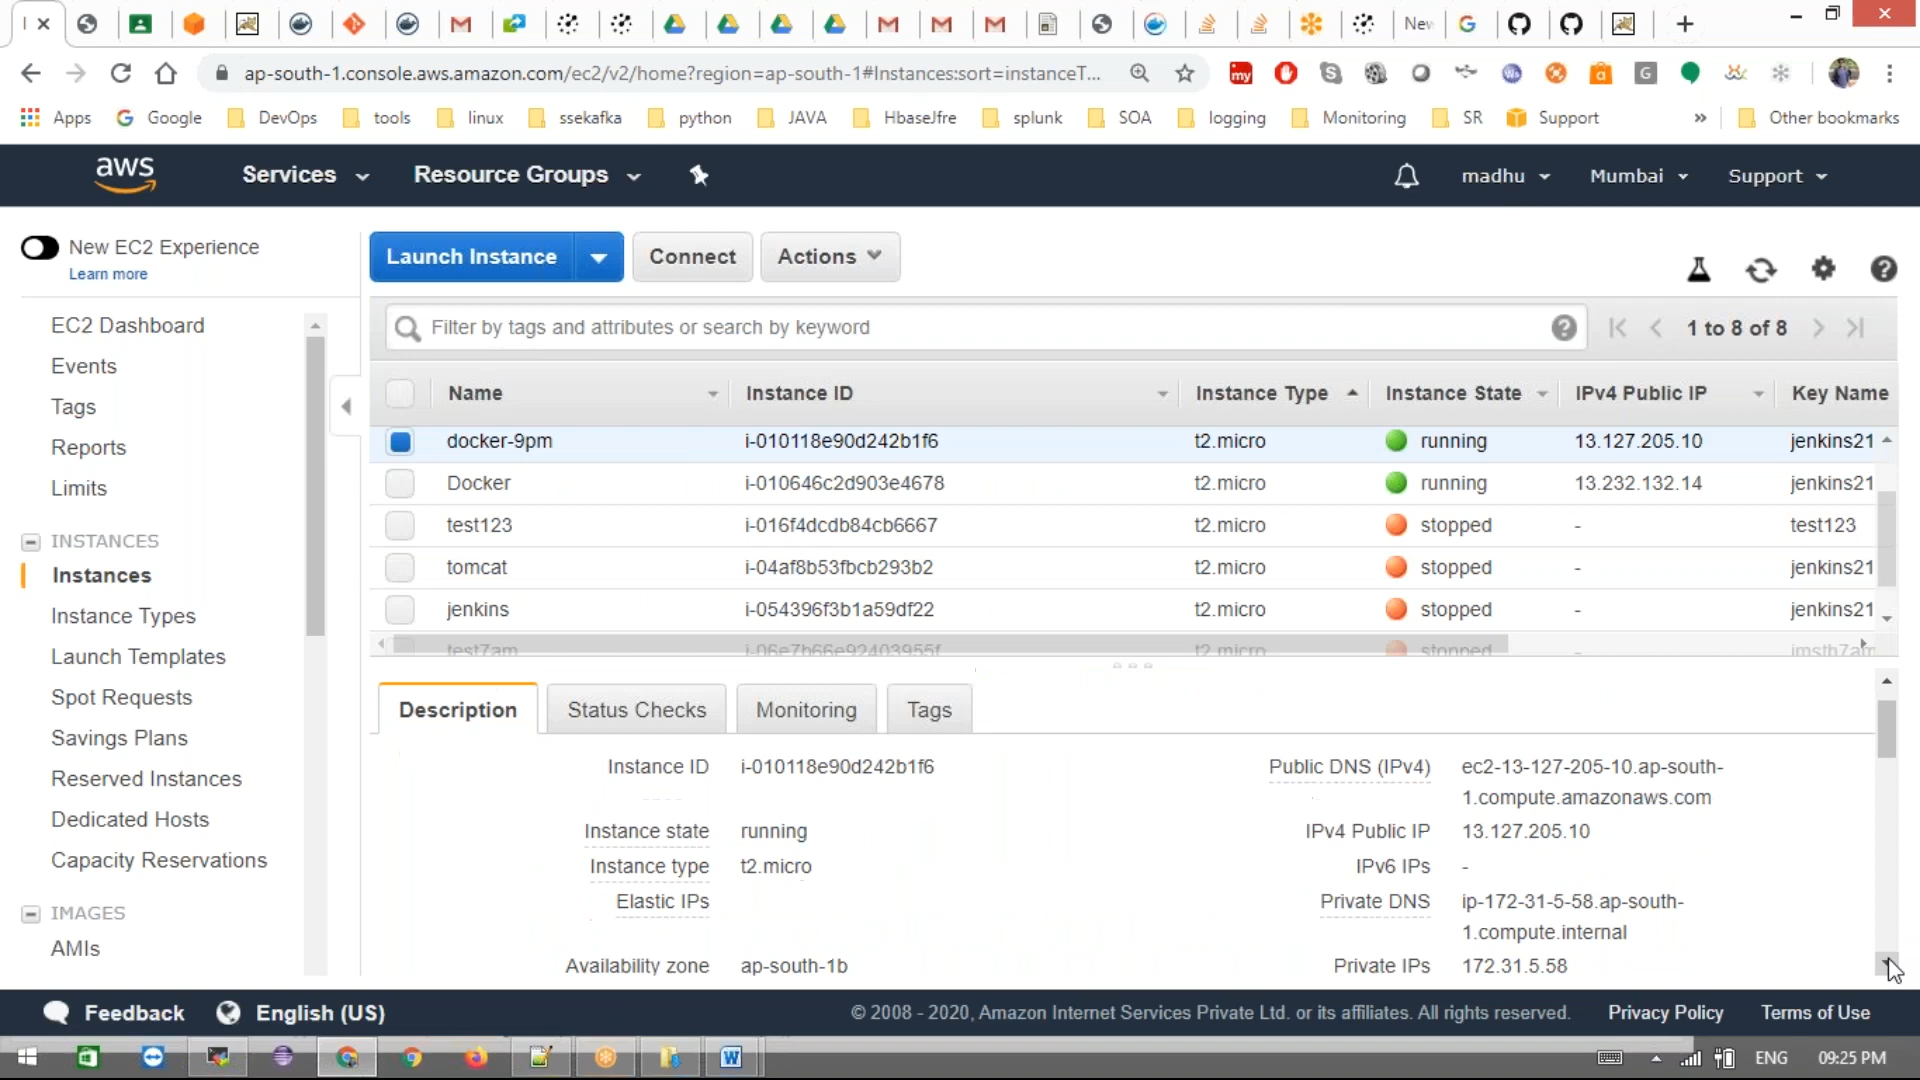 New
ap-south-1.console.aws.amazon.com/ec2/v2/home?region=ap-south-1#Instances:sort=instanceT...
Apps
Google
DevOps
tools
linux
ssekafka
python
JAVA
HbaseJfre
splunk
SOA
logging
Monitoring
SR
Support
»
Other bookmarks
aws
Services
Resource Groups
madhu
Mumbai
Support
New EC2 Experience
Learn more
Launch Instance
Connect
Actions
Filter by tags and attributes or search by keyword
1 to 8 of 8
EC2 Dashboard
Events
Tags
Reports
Limits
INSTANCES
Instances
Instance Types
Launch Templates
Spot Requests
Savings Plans
Reserved Instances
Dedicated Hosts
Capacity Reservations
IMAGES
AMIs
Name Instance ID Instance Type Instance State IPv4 Public IP Key Name
docker-9pm i-010118e90d242b1f6 t2.micro running 13.127.205.10 jenkins21
Docker i-010646c2d903e4678 t2.micro running 13.232.132.14 jenkins21
test123 i-016f4dcdb84cb6667 t2.micro stopped - test123
tomcat i-04af8b53fbcb293b2 t2.micro stopped - jenkins21
jenkins i-054396f3b1a59df22 t2.micro stopped - jenkins21
test7am i-06e7b66e92403955f t2.micro stopped - jmsth7am
Description
Status Checks
Monitoring
Tags
Instance ID i-010118e90d242b1f6
Instance state running
Instance type t2.micro
Elastic IPs
Availability zone ap-south-1b
Public DNS (IPv4) ec2-13-127-205-10.ap-south-
1.compute.amazonaws.com
IPv4 Public IP 13.127.205.10
IPv6 IPs -
Private DNS ip-172-31-5-58.ap-south-
1.compute.internal
Private IPs 172.31.5.58
Feedback
English (US)
© 2008 - 2020, Amazon Internet Services Private Ltd. or its affiliates. All rights reserved.
Privacy Policy
Terms of Use
ENG
09:25 PM